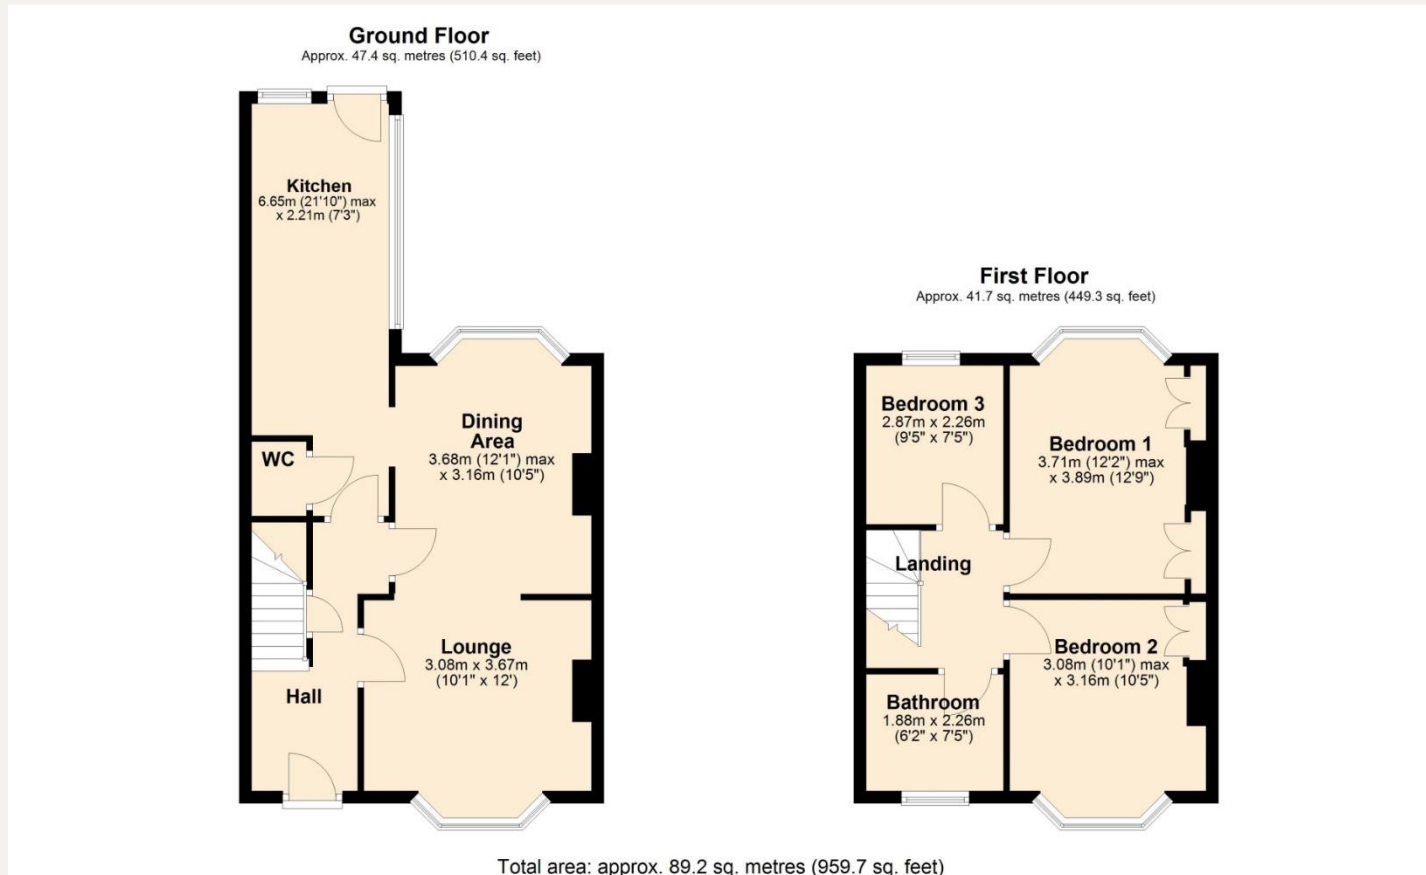 Ground Floor
Approx. 47.4 sq. metres (510.4 sq. feet)
Kitchen
6.65m (21'10") max
x 2.21m (7'3")
Dining
Area
3.68m (12'1") max
x 3.16m (10'5")
WC
Lounge
3.08m x 3.67m
(10'1" x 12')
Hall
First Floor
Approx. 41.7 sq. metres (449.3 sq. feet)
Bedroom 3
2.87m x 2.26m
(9'5" x 7'5")
Bedroom 1
3.71m (12'2") max
x 3.89m (12'9")
Landing
Bedroom 2
3.08m (10'1") max
x 3.16m (10'5")
Bathroom
1.88m x 2.26m
(6'2" x 7'5")
Total area: approx. 89.2 sq. metres (959.7 sq. feet)